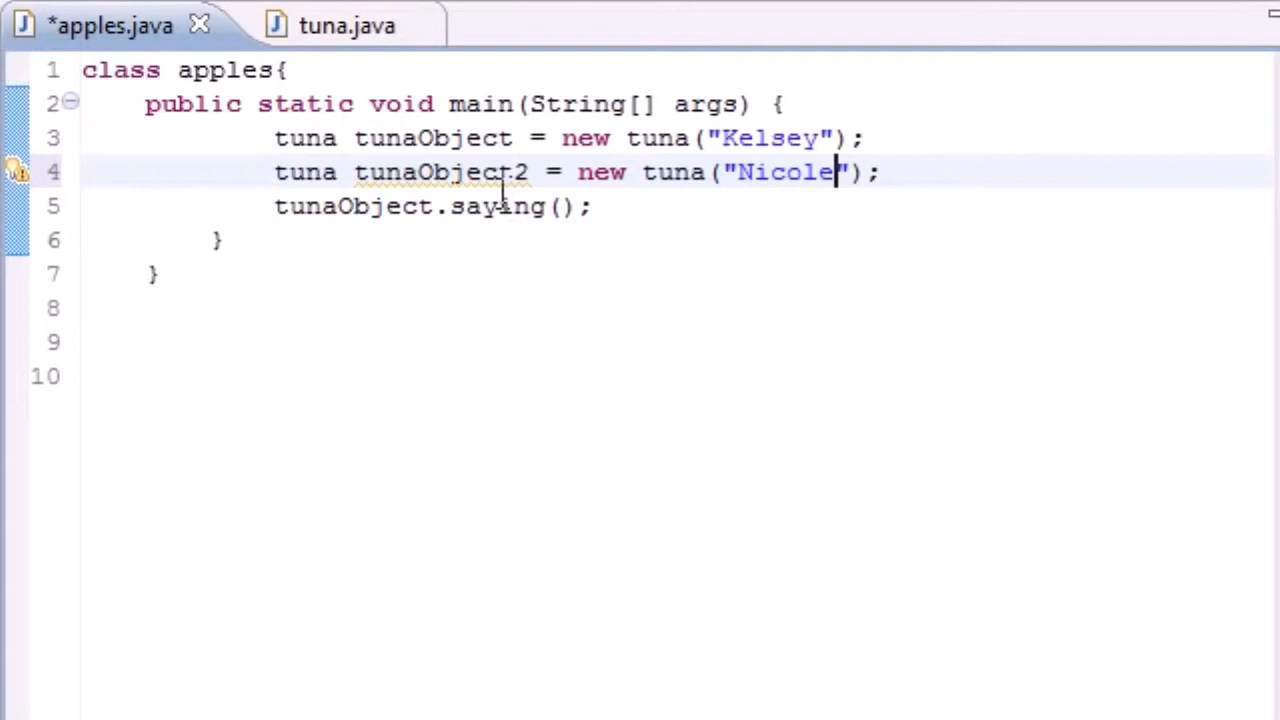 *apples.java tuna.java
1 class apples{
2 public static void main(String[] args) {
3 tuna tunaObject = new tuna("Kelsey");
4 tuna tunaObject2 = new tuna("Nicole");
5 tunaObject.saying();
6 }
7 }
8
9
10